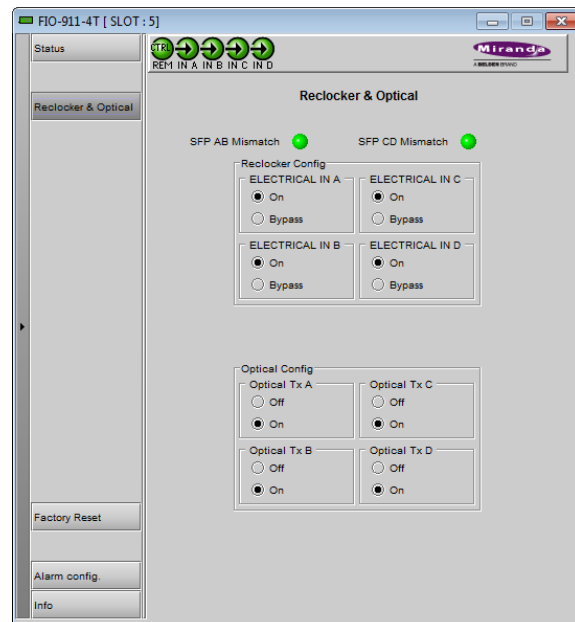 FIO-911-4T [ SLOT : 5]
Status
CTRL
REM IN A IN B IN C IN D
Miranda
A BELDEN BRAND
Reclocker & Optical
Reclocker & Optical
SFP AB Mismatch
SFP CD Mismatch
Reclocker Config
ELECTRICAL IN A
On
Bypass
ELECTRICAL IN C
On
Bypass
ELECTRICAL IN B
On
Bypass
ELECTRICAL IN D
On
Bypass
Optical Config
Optical Tx A
Off
On
Optical Tx C
Off
On
Optical Tx B
Off
On
Optical Tx D
Off
On
Factory Reset
Alarm config.
Info